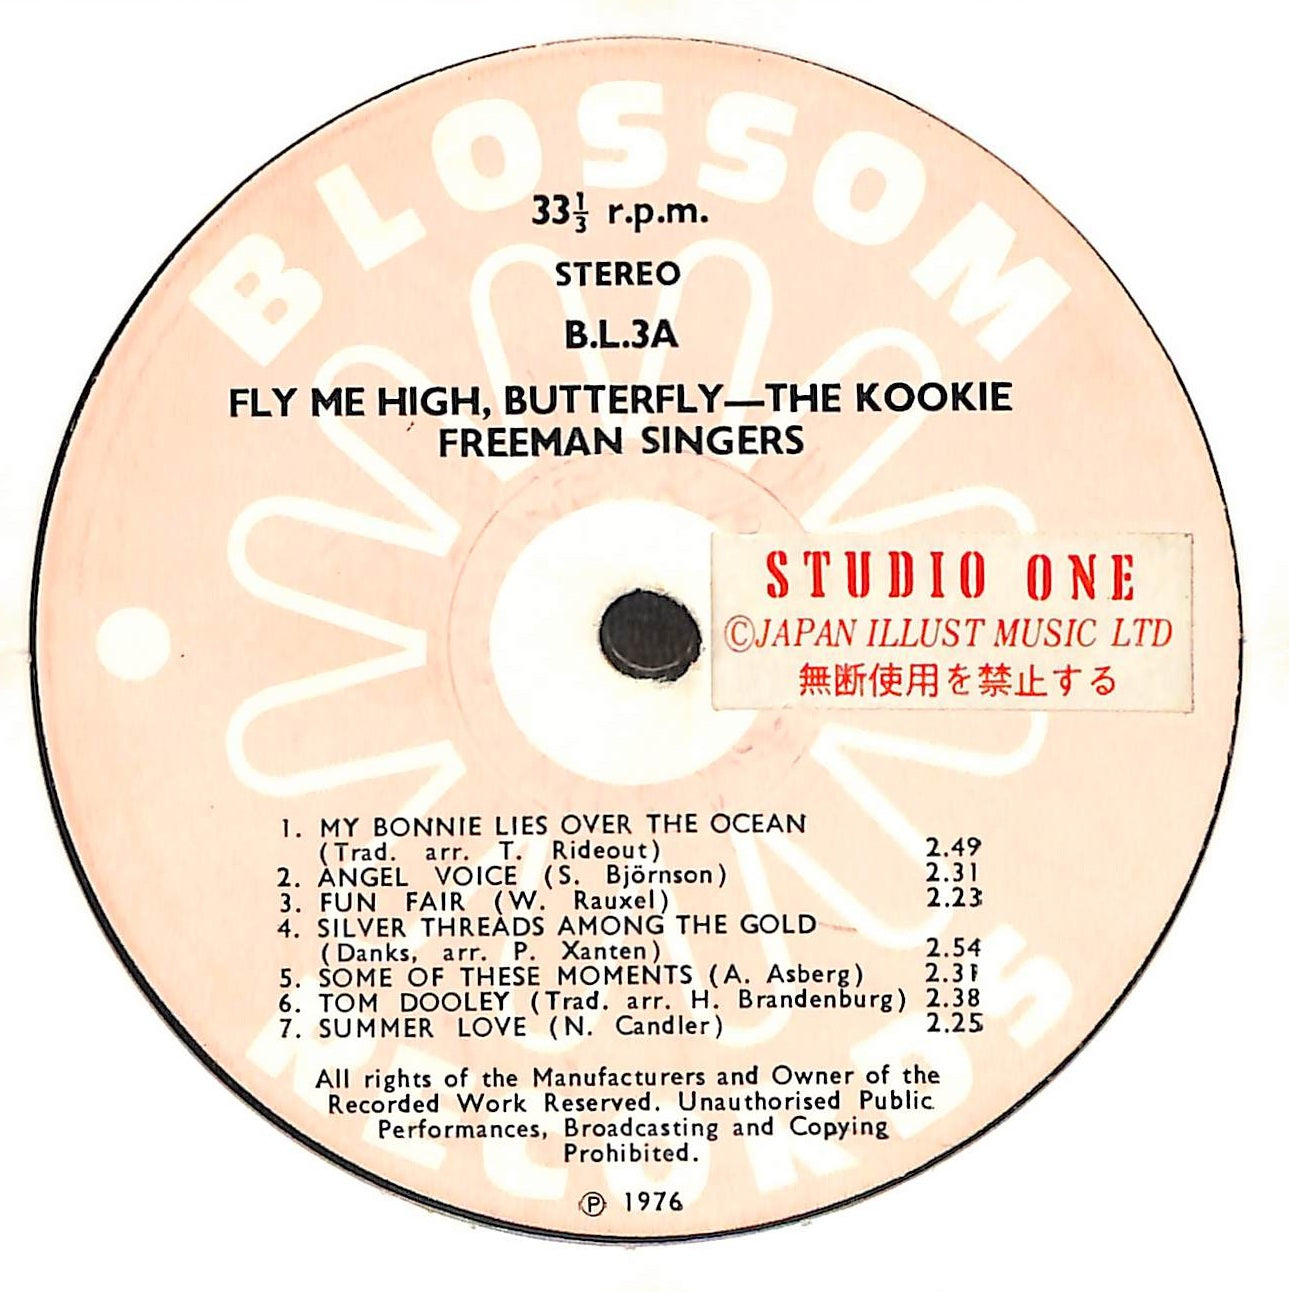 BLOSSOM
33⅓ r.p.m.
STEREO
B.L.3A
FLY ME HIGH, BUTTERFLY—THE KOOKIE
FREEMAN SINGERS
STUDIO ONE
©JAPAN ILLUST MUSIC LTD
無断使用を禁止する
1. MY BONNIE LIES OVER THE OCEAN
(Trad. arr. T. Rideout) 2.49
2. ANGEL VOICE (S. Björnson) 2.31
3. FUN FAIR (W. Rauxel) 2.23
4. SILVER THREADS AMONG THE GOLD
(Danks, arr. P. Xanten) 2.54
5. SOME OF THESE MOMENTS (A. Asberg) 2.31
6. TOM DOOLEY (Trad. arr. H. Brandenburg) 2.38
7. SUMMER LOVE (N. Candler) 2.25
All rights of the Manufacturers and Owner of the
Recorded Work Reserved. Unauthorised Public
Performances, Broadcasting and Copying
Prohibited.
℗ 1976
RECORDS